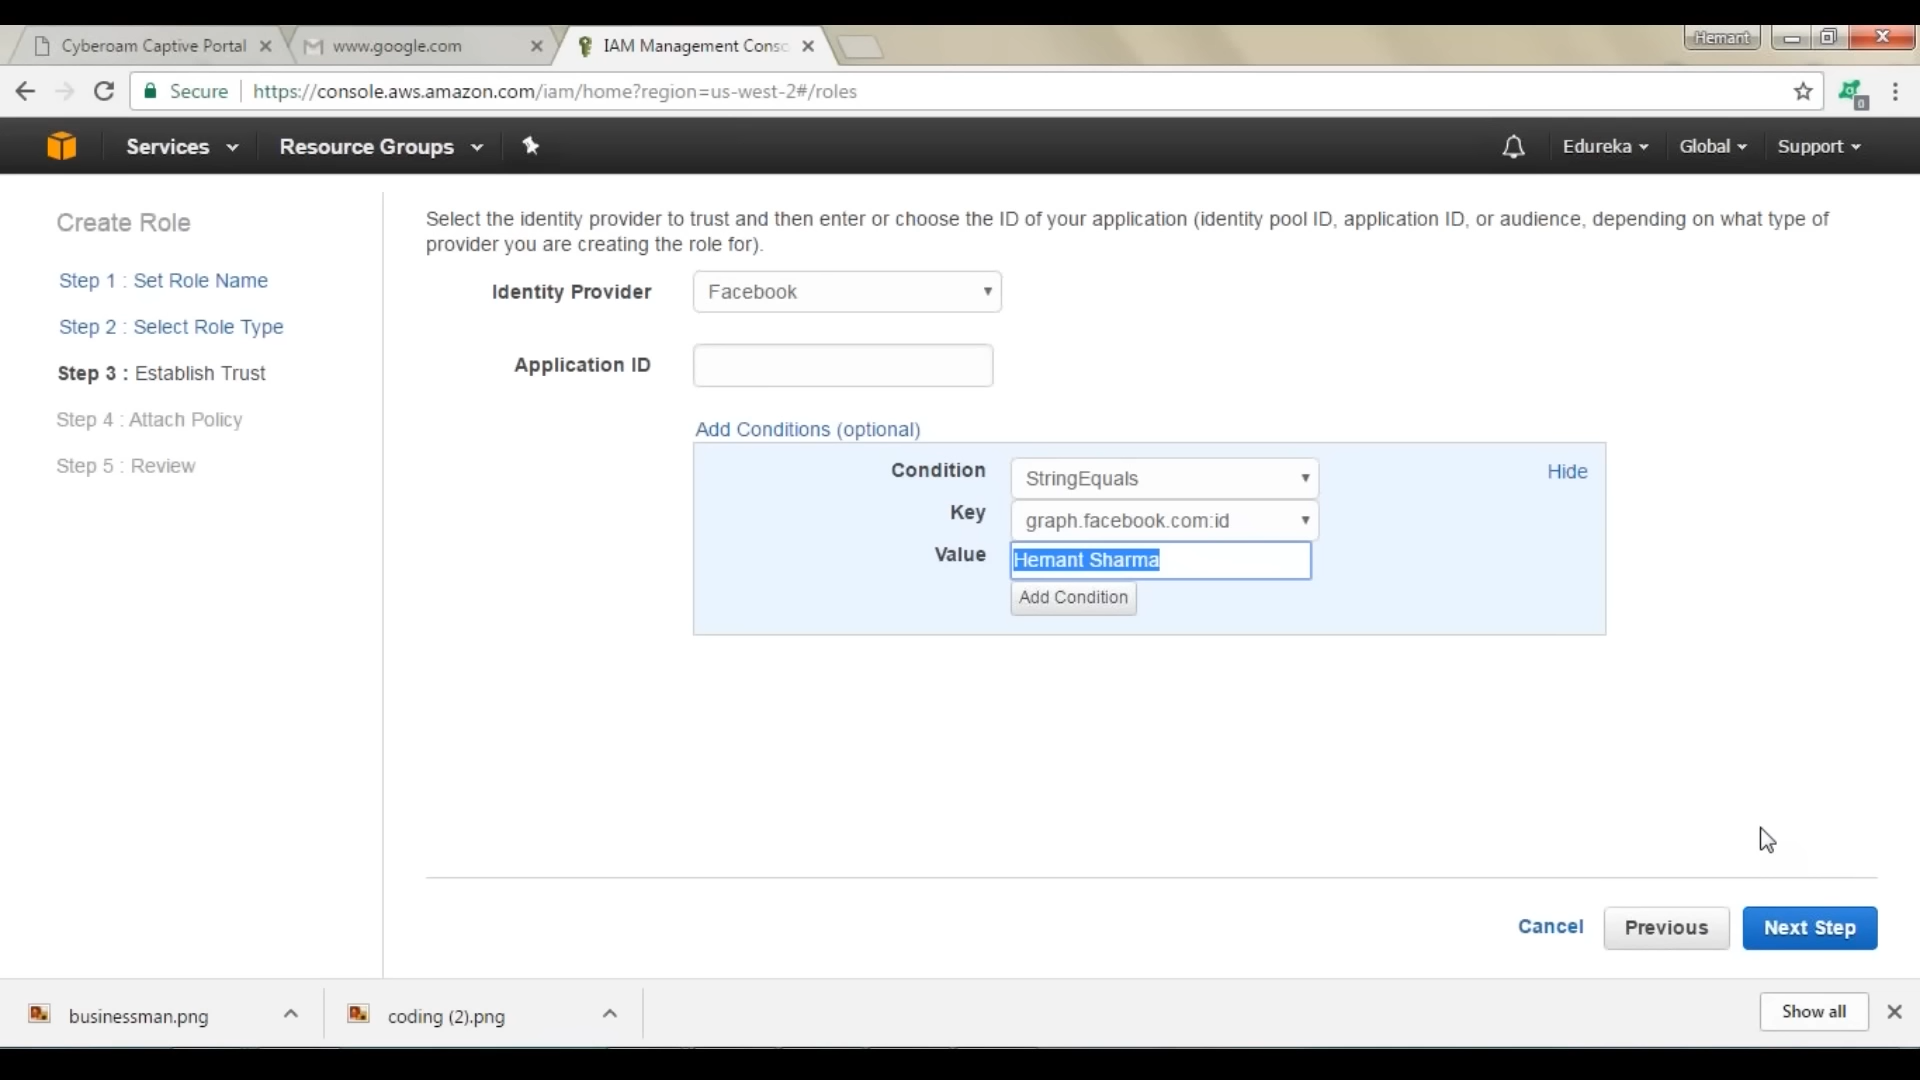 Cyberoam Captive Portal
www.google.com
IAM Management Conso
Hemant
Secure
https://console.aws.amazon.com/iam/home?region=us-west-2#/roles
0
Services
Resource Groups
Edureka
Global
Support
Create Role
Step 1 : Set Role Name
Step 2 : Select Role Type
Step 3 : Establish Trust
Step 4 : Attach Policy
Step 5 : Review
Select the identity provider to trust and then enter or choose the ID of your application (identity pool ID, application ID, or audience, depending on what type of
provider you are creating the role for).
Identity Provider
Facebook
Application ID
Add Conditions (optional)
Condition
StringEquals
Hide
Key
graph.facebook.com:id
Value
Hemant Sharma
Add Condition
Cancel
Previous
Next Step
businessman.png
coding (2).png
Show all